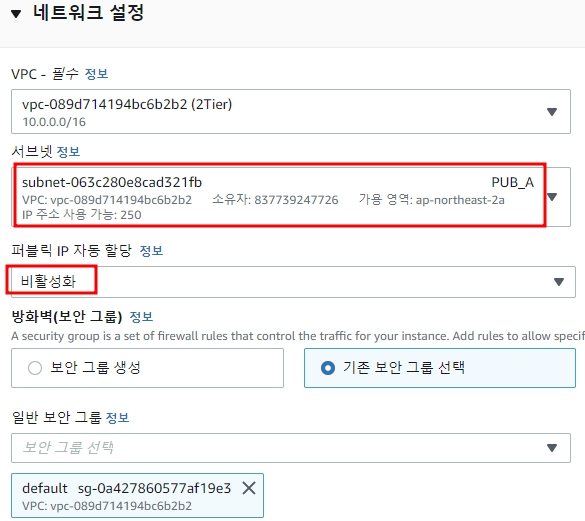 ▼ 네트워크 설정
VPC - 필수 정보
vpc-089d714194bc6b2b2 (2Tier)
10.0.0.0/16
서브넷 정보
subnet-063c280e8cad321fb PUB_A
VPC: vpc-089d714194bc6b2b2 소유자: 837739247726 가용 영역: ap-northeast-2a
IP 주소 사용 가능: 250
퍼블릭 IP 자동 할당 정보
비활성화
방화벽(보안 그룹) 정보
A security group is a set of firewall rules that control the traffic for your instance. Add rules to allow specif
보안 그룹 생성 기존 보안 그룹 선택
일반 보안 그룹 정보
보안 그룹 선택
default sg-0a427860577af19e3
VPC: vpc-089d714194bc6b2b2